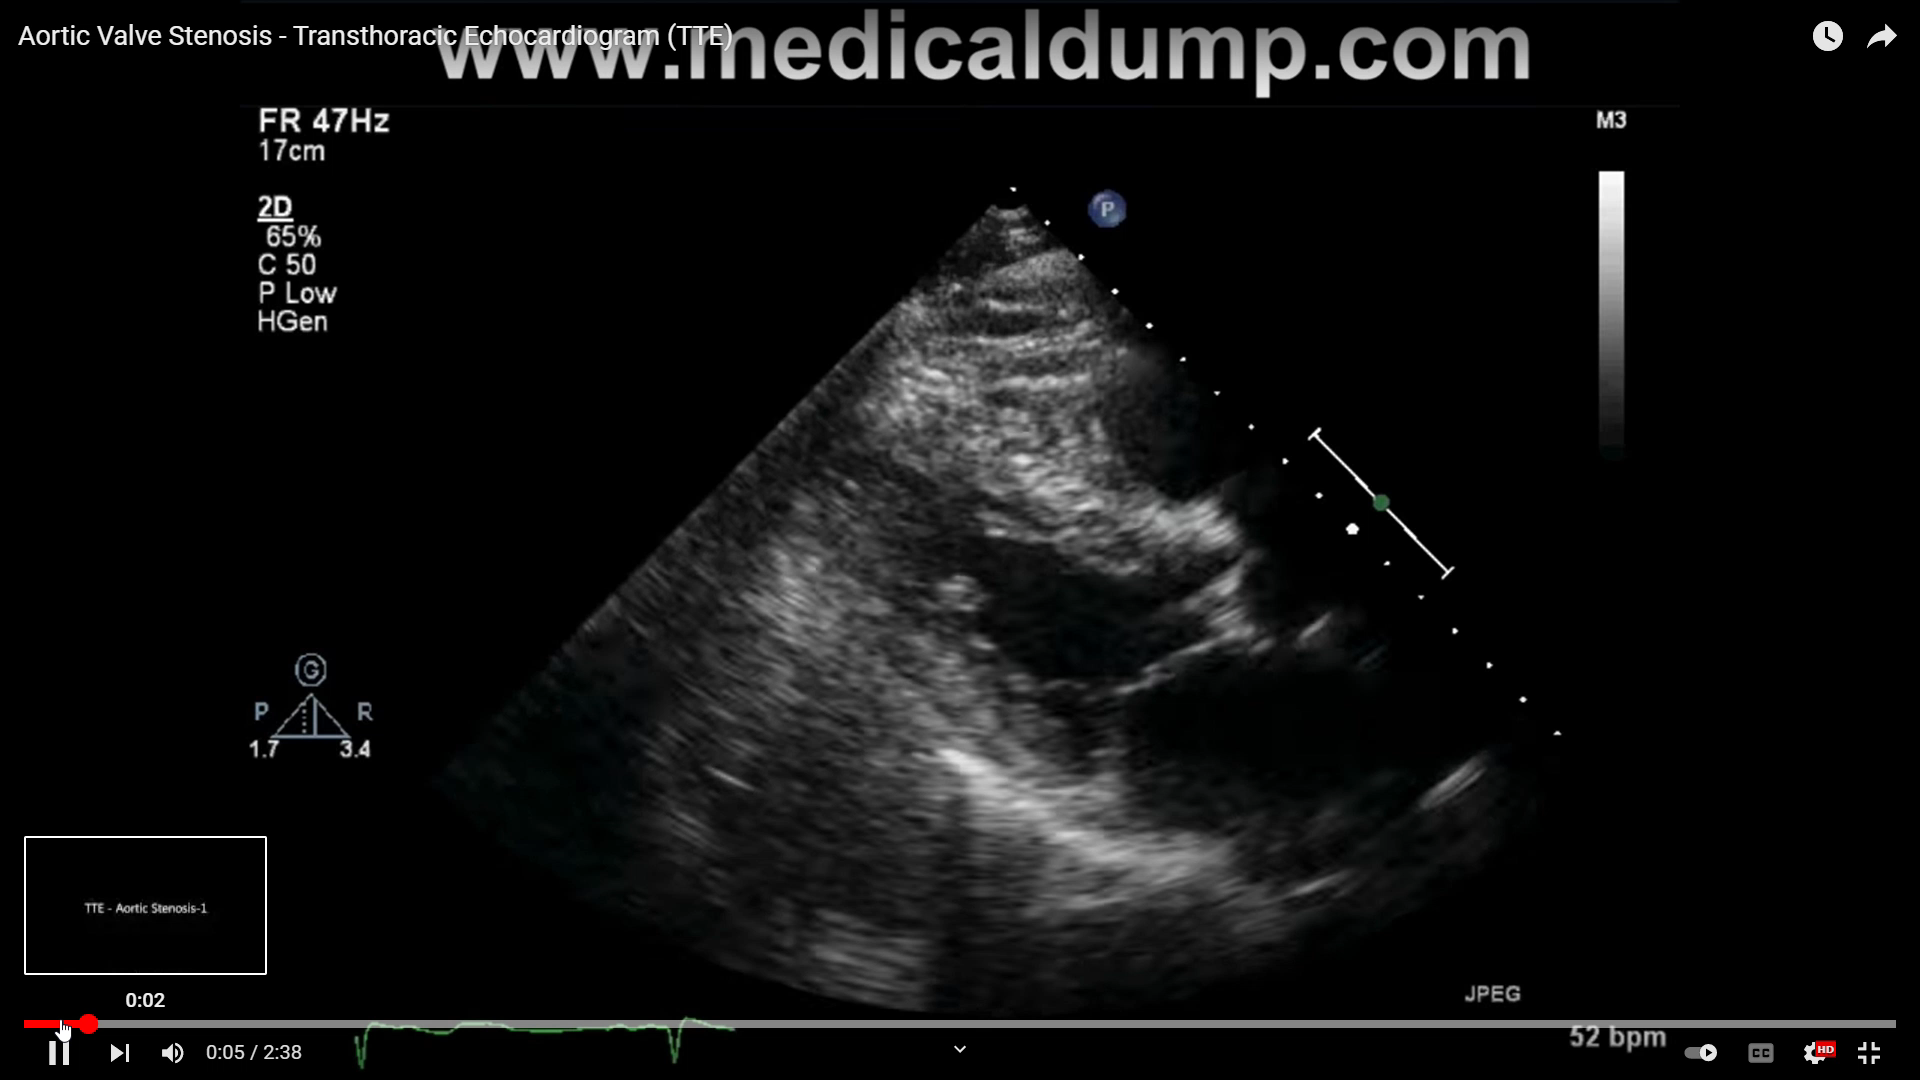 www.medicaldump.com
Aortic Valve Stenosis - Transthoracic Echocardiogram (TTE)
FR 47Hz
17cm
M3
2D
65%
C 50
P Low
HGen
P
G
P R
1.7 3.4
TTE - Aortic Stenosis-1
0:02
JPEG
52 bpm
0:05 / 2:38
CC
HD